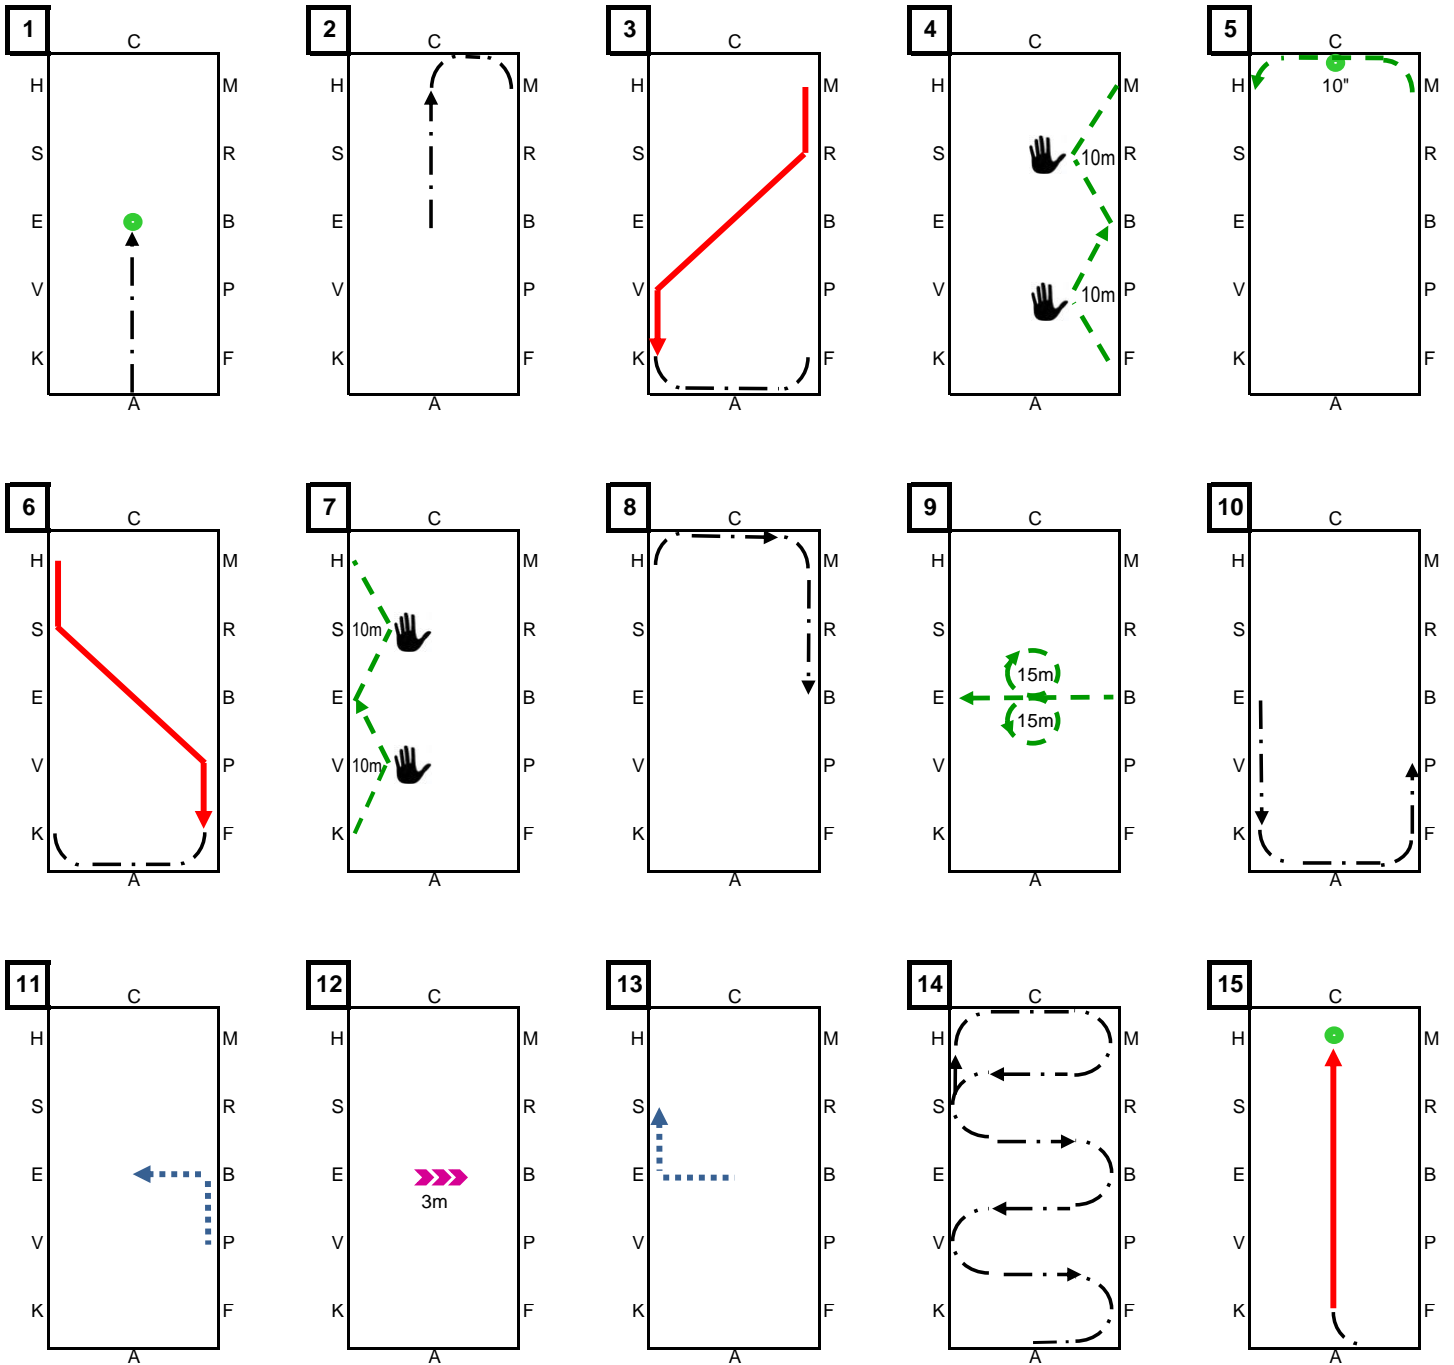 1 2 3 4 5
C C C C C
H M H M H M H M H 10" M
S R S R S R S 10m R S R
E B E B E B E B E B
V P V P V P V 10m P V P
K F K F K F K F K F
A A A A A
6 7 8 9 10
C C C C C
H M H M H M H M H M
S R S 10m R S R S R S R
15m
E B E B E B E B E B
15m
V P V 10m P V P V P V P
K F K F K F K F K F
A A A A A
11 12 13 14 15
C C C C C
H M H M H M H M H M
S R S R S R S R S R
E B E B E B E B E B
3m
V P V P V P V P V P
K F K F K F K F K F
A A A A A